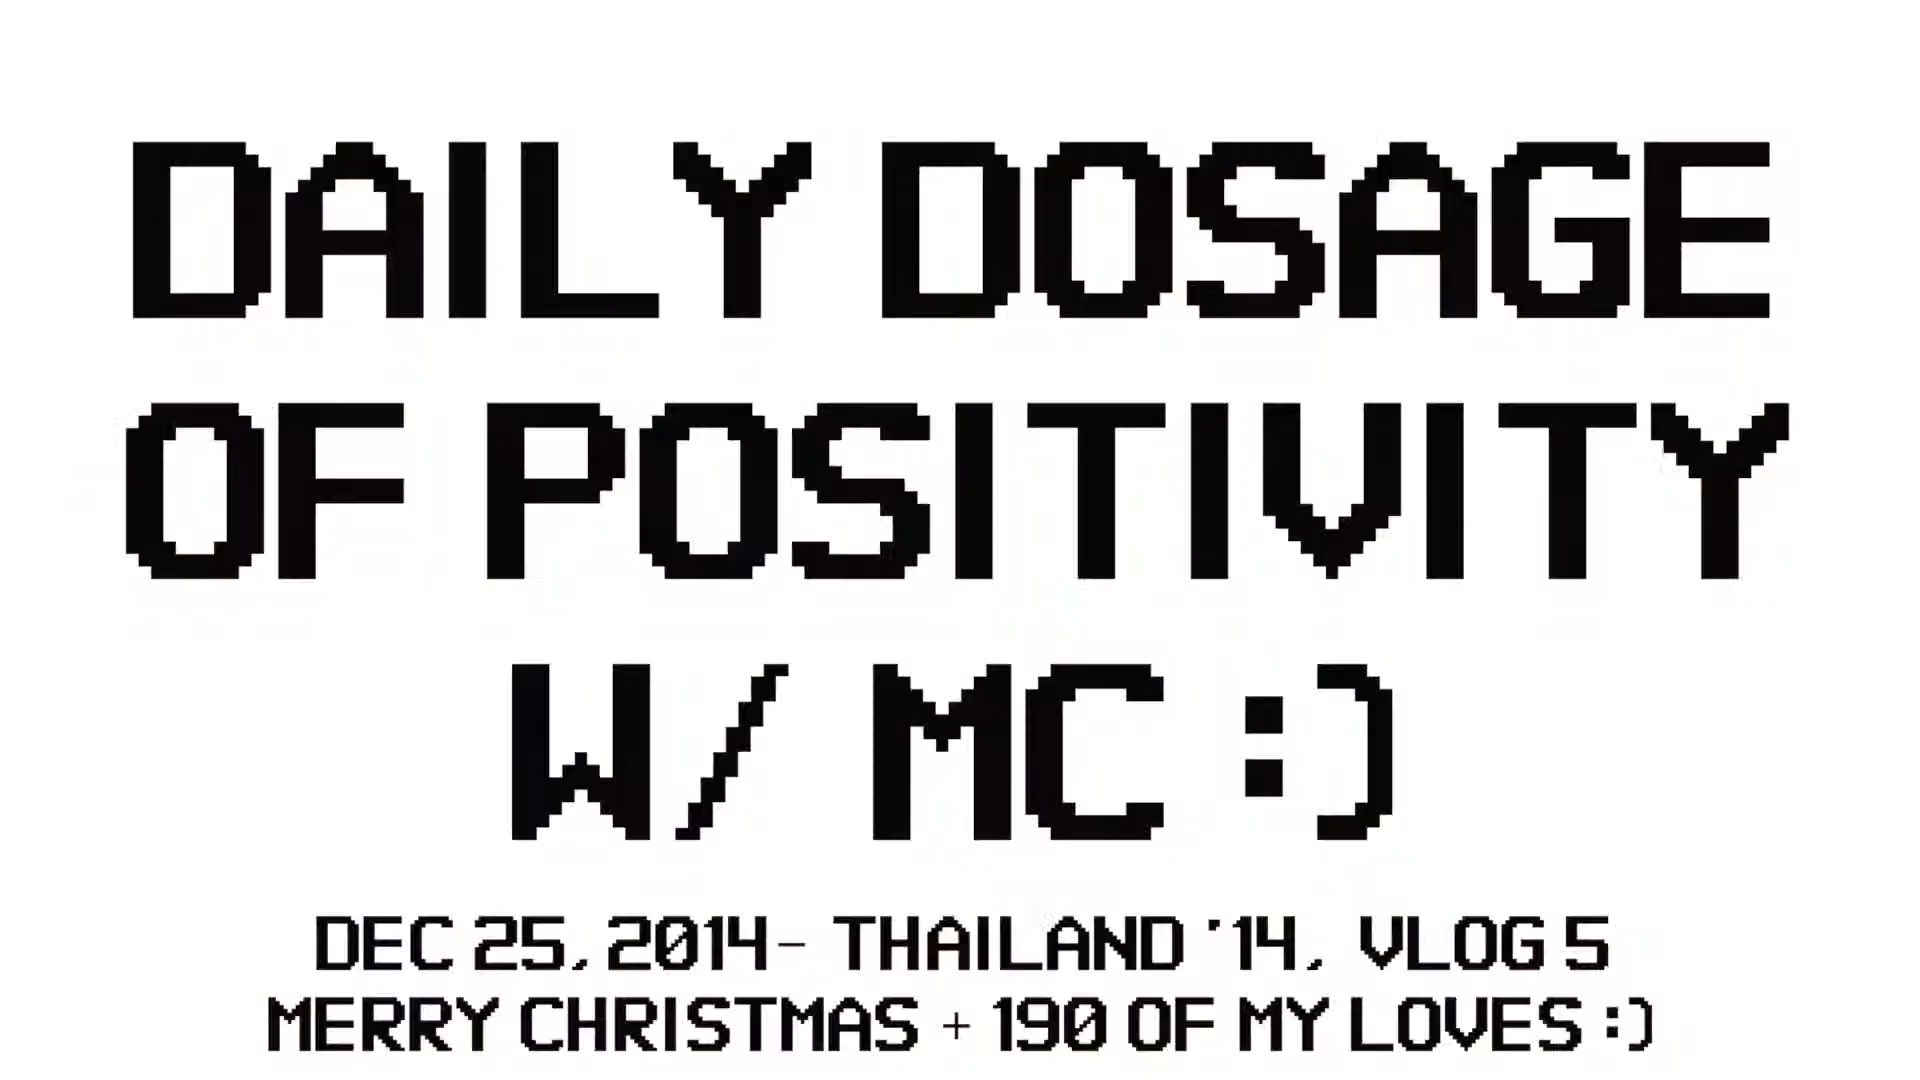 DAILY DOSAGE
OF POSITIVITY
W/ MC :)
DEC 25, 2014- THAILAND '14, VLOG 5
MERRY CHRISTMAS + 190 OF MY LOVES :)